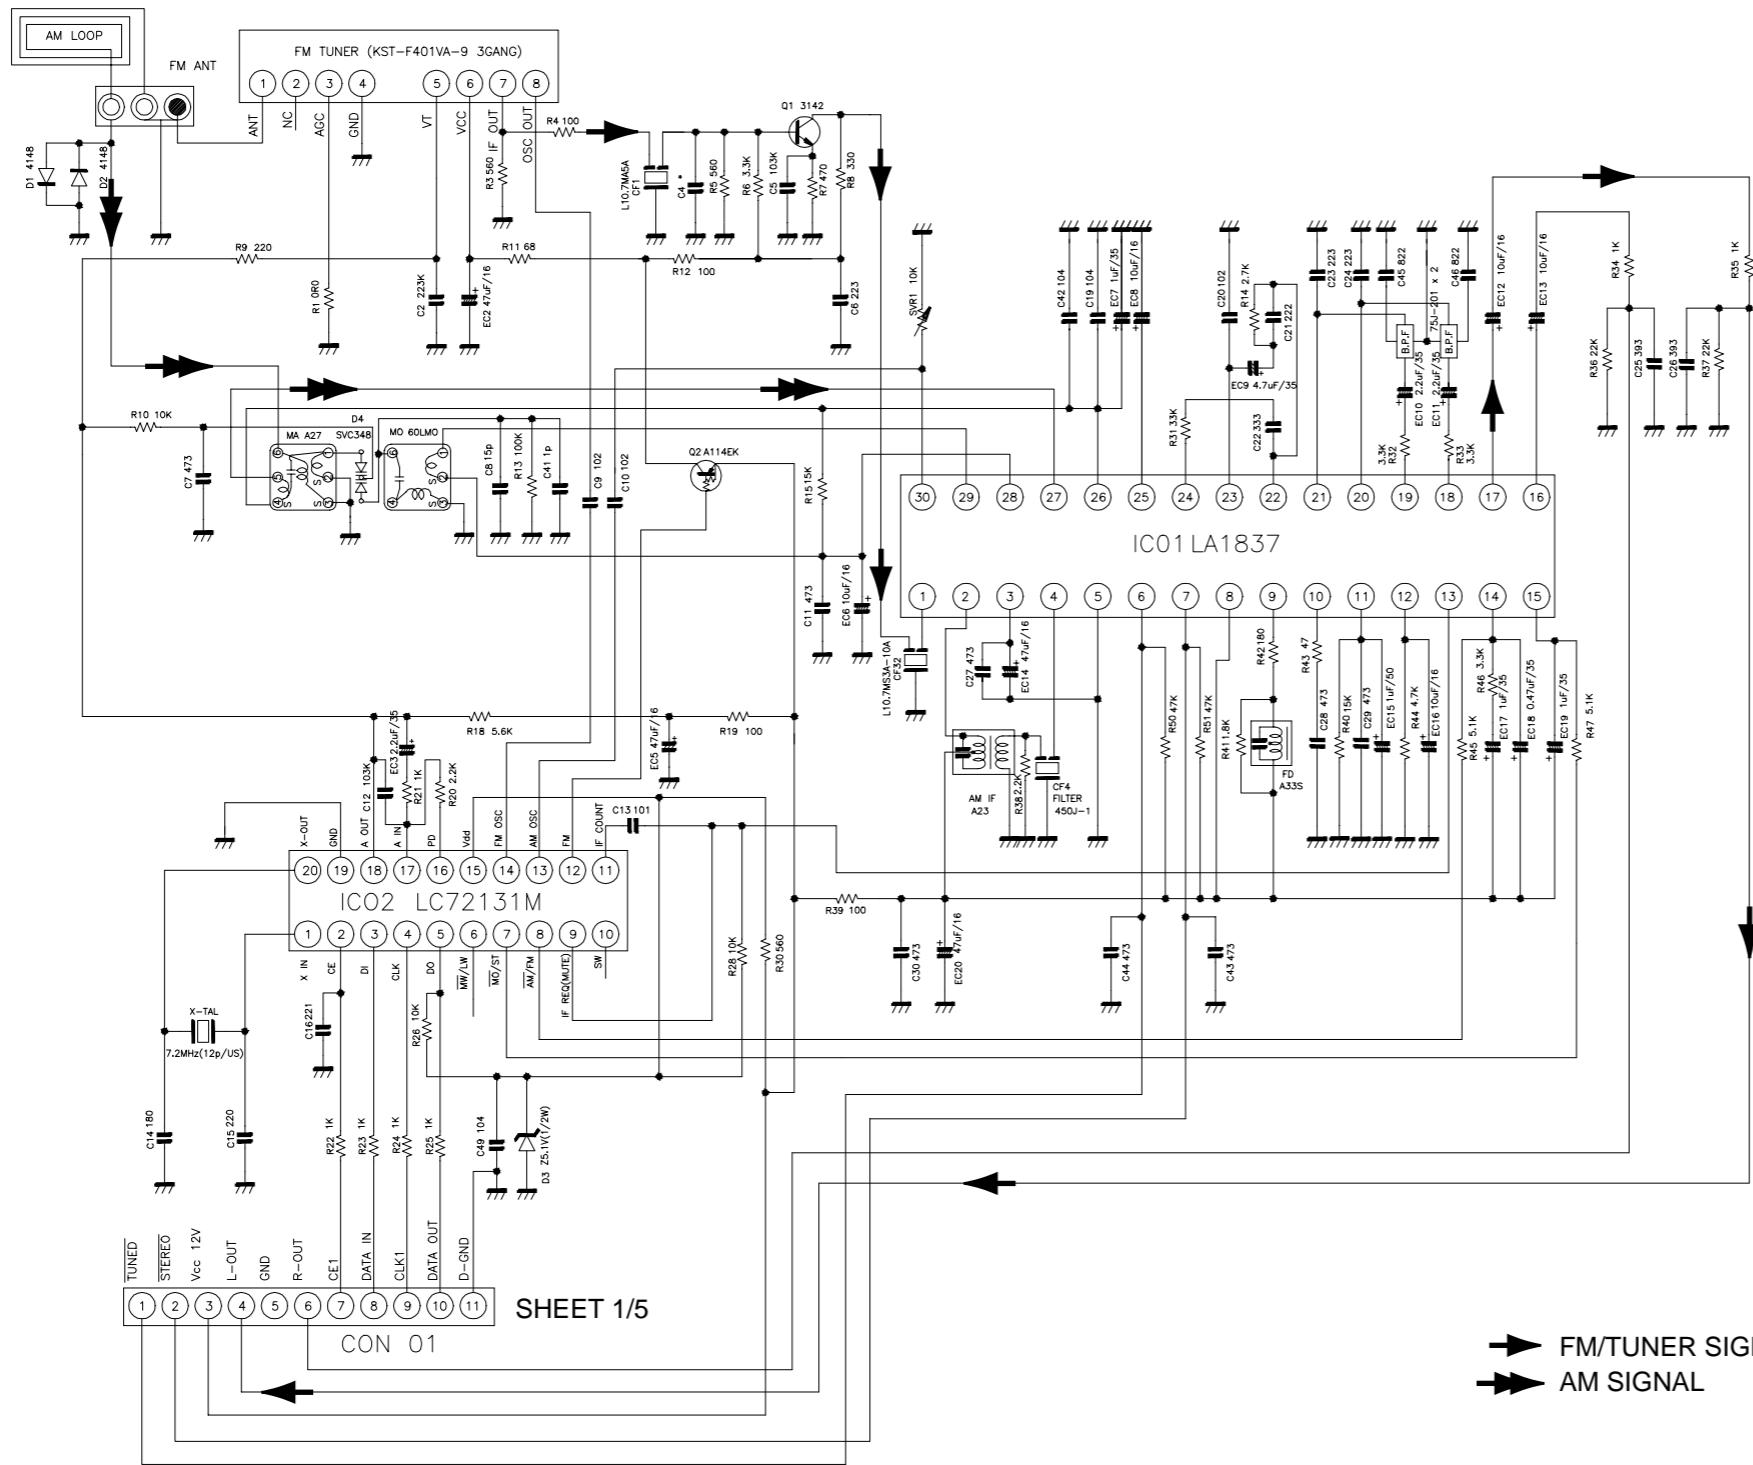 AM LOOP
FM ANT
FM TUNER (KST-F401VA-9 3GANG)
1 2 3 4 5 6 7 8
ANT
NC
AGC
GND
VT
VCC
IF OUT
OSC OUT
D1 4148
D2 4148
R3 560
R4 100
L10.7MA5A
CF1
C4 *
R5 560
R6 3.3K
C5 103K
Q1 3142
R7 470
R8 330
R9 220
R1 0R0
C2 223K
EC2 47uF/16
R11 68
R12 100
C6 223
SVR1 10K
C42 104
C19 104
EC7 1uF/35
EC8 10uF/16
C20 102
R14 2.7K
C21 222
EC9 4.7uF/35
C23 223
C24 223
C45 822
75J-201 x 2
C46 822
B.P.F
B.P.F
EC10 2.2uF/35
EC11 2.2uF/35
EC12 10uF/16
EC13 10uF/16
R34 1K
R35 1K
R36 22K
C25 393
C26 393
R37 22K
R10 10K
C7 473
MA A27
D4
SVC348
MO 60LMO
6 1
5 S 2
4 S S 3
6 1
S 2
4 S 3
C8 15p
R13 100K
C41 1p
C9 102
C10 102
Q2 A114EK
R15 15K
R31 33K
C22 333
3.3K
R32
R33
3.3K
30 29 28 27 26 25 24 23 22 21 20 19 18 17 16
IC01 LA1837
1 2 3 4 5 6 7 8 9 10 11 12 13 14 15
C11 473
EC6 10uF/16
L10.7MS3A-10A
CF32
C27 473
EC14 47uF/16
AM IF
A23
R38 2.2K
CF4
FILTER
450J-1
R50 47K
R51 47K
R41 1.8K
R42 180
FD
A33S
R43 47
C28 473
R40 15K
C29 473
EC15 1uF/50
R44 4.7K
EC16 10uF/16
R45 5.1K
R46 3.3K
EC17 1uF/35
EC18 0.47uF/35
EC19 1uF/35
R47 5.1K
R18 5.6K
EC5 47uF/16
R19 100
C12 103K
EC3 2.2uF/35
R21 1K
R20 2.2K
C13 101
X-OUT
GND
A OUT
A IN
PD
Vdd
FM OSC
AM OSC
FM
IF COUNT
20 19 18 17 16 15 14 13 12 11
IC02 LC72131M
1 2 3 4 5 6 7 8 9 10
X IN
CE
DI
CLK
DO
MW/LW
MO/ST
AM/FM
IF REQ(MUTE)
SW
R28 10K
R30 560
R39 100
C30 473
EC20 47uF/16
C44 473
C43 473
X-TAL
7.2MHz(12p/US)
C16 221
R26 10K
C14 180
C15 220
R22 1K
R23 1K
R24 1K
R25 1K
C49 104
D3 Z5.1V(1/2W)
TUNED
STEREO
Vcc 12V
L-OUT
GND
R-OUT
CE1
DATA IN
CLK1
DATA OUT
D-GND
1 2 3 4 5 6 7 8 9 10 11
SHEET 1/5
CON 01
FM/TUNER SIG
AM SIGNAL